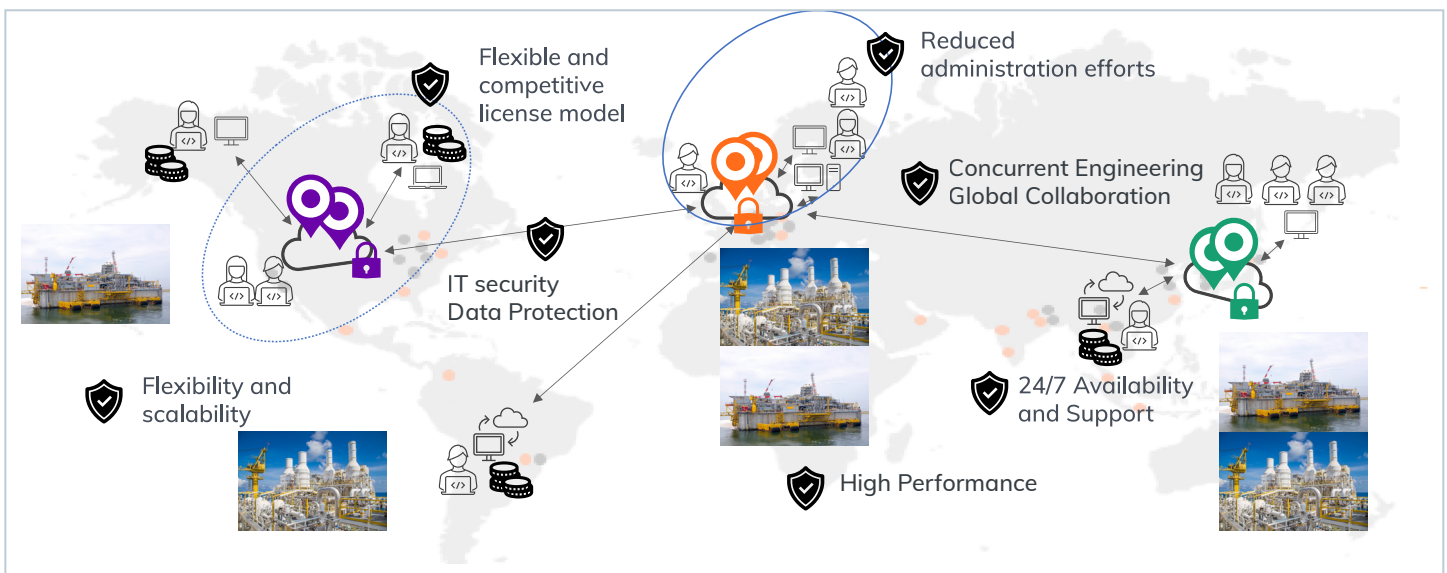 Flexible and
competitive
license model
Reduced
administration efforts
Concurrent Engineering
Global Collaboration
IT security
Data Protection
Flexibility and
scalability
24/7 Availability
and Support
High Performance